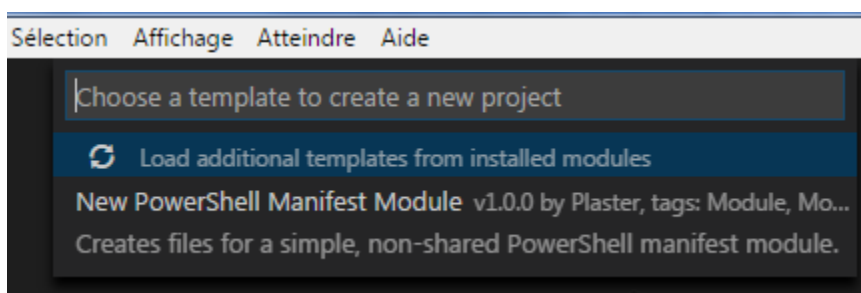 Sélection Affichage Atteindre Aide
Choose a template to create a new project
Load additional templates from installed modules
New PowerShell Manifest Module v1.0.0 by Plaster, tags: Module, Mo...
Creates files for a simple, non-shared PowerShell manifest module.